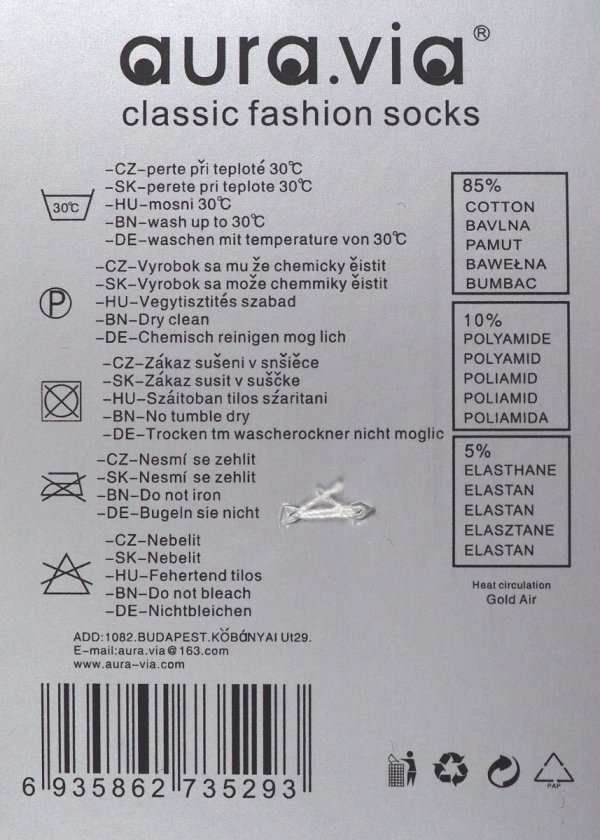 aura.via®
classic fashion socks
30℃
-CZ-perte při teploté 30℃
-SK-perete pri teplote 30℃
-HU-mosni 30℃
-BN-wash up to 30℃
-DE-waschen mit temperature von 30℃
P
-CZ-Vyrobok sa mu že chemicky ěistit
-SK-Vyrobok sa može chemmiky ěistit
-HU-Vegytisztités szabad
-BN-Dry clean
-DE-Chemisch reinigen mog lich
-CZ-Zákaz sušeni v snšiěce
-SK-Zákaz susit v suščke
-HU-Száitoban tilos sźaritani
-BN-No tumble dry
-DE-Trocken tm wascherockner nicht moglic
-CZ-Nesmí se zehlit
-SK-Nesmí se zehlit
-BN-Do not iron
-DE-Bugeln sie nicht
-CZ-Nebelit
-SK-Nebelit
-HU-Fehertend tilos
-BN-Do not bleach
-DE-Nichtbleichen
85%
COTTON
BAVLNA
PAMUT
BAWEŁNA
BUMBAC
10%
POLYAMIDE
POLYAMID
POLIAMID
POLIAMID
POLIAMIDA
5%
ELASTHANE
ELASTAN
ELASTAN
ELASZTANE
ELASTAN
Heat circulation
Gold Air
ADD:1082.BUDAPEST.KÖBÁNYAI Ut29.
E-mail:aura.via@163.com
www.aura-via.com
6 935862 735293
PAP